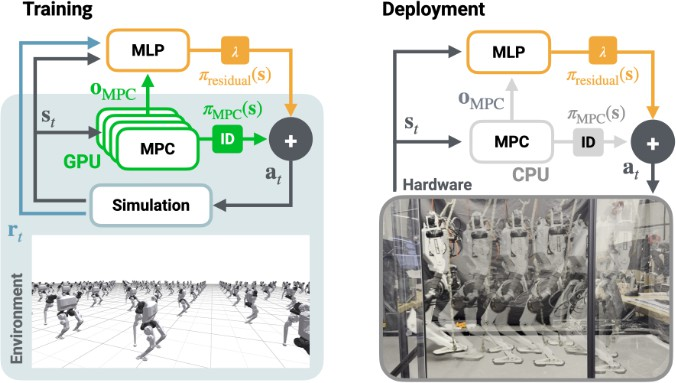 Training
MLP
λ
π_residual(s)
o_MPC
π_MPC(s)
s_t
GPU
MPC
ID
+
a_t
Simulation
r_t
Environment
Deployment
MLP
λ
π_residual(s)
o_MPC
π_MPC(s)
s_t
MPC
ID
+
CPU
a_t
Hardware